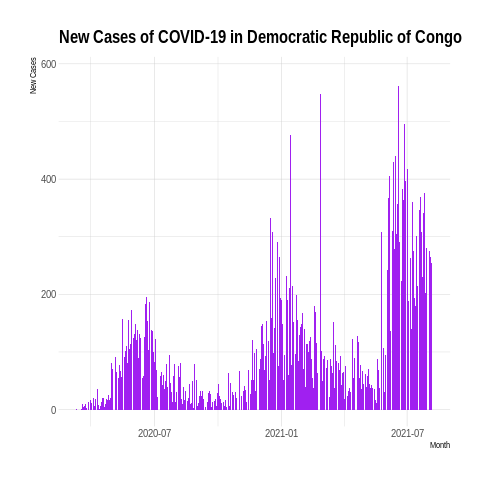 New Cases of COVID-19 in Democratic Republic of Congo
New Cases
600
400
200
0
2020-07
2021-01
2021-07
Month